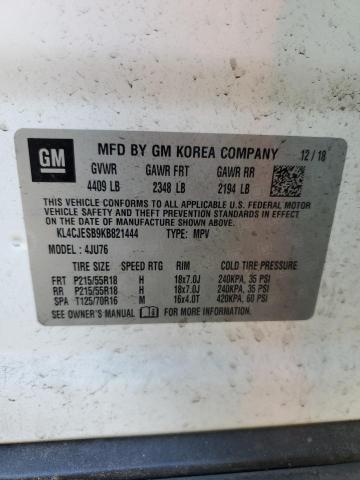 GM MFD BY GM KOREA COMPANY 12/18
GVWR GAWR FRT GAWR RR
4409 LB 2348 LB 2194 LB
THIS VEHICLE CONFORMS TO ALL APPLICABLE U.S. FEDERAL MOTOR
VEHICLE SAFETY, BUMPER, AND THEFT PREVENTION STANDARDS IN
EFFECT ON THE DATE OF MANUFACTURE SHOWN ABOVE.
KL4CJESB9KB821444 TYPE: MPV
MODEL: 4JU76
TIRE SIZE SPEED RTG RIM COLD TIRE PRESSURE
FRT P215/55R18 H 18x7.0J 240KPA, 35 PSI
RR P215/55R18 H 18x7.0J 240KPA, 35 PSI
SPA T125/70R16 M 16x4.0T 420KPA, 60 PSI
SEE OWNER'S MANUAL FOR MORE INFORMATION.